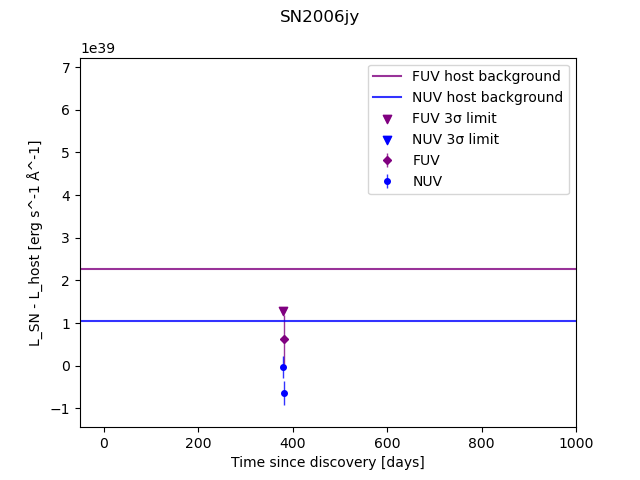 SN2006jy
1e39
7
6
5
4
3
2
1
0
−1
L_SN - L_host [erg s^-1 Å^-1]
FUV host background
NUV host background
FUV 3σ limit
NUV 3σ limit
FUV
NUV
0 200 400 600 800 1000
Time since discovery [days]